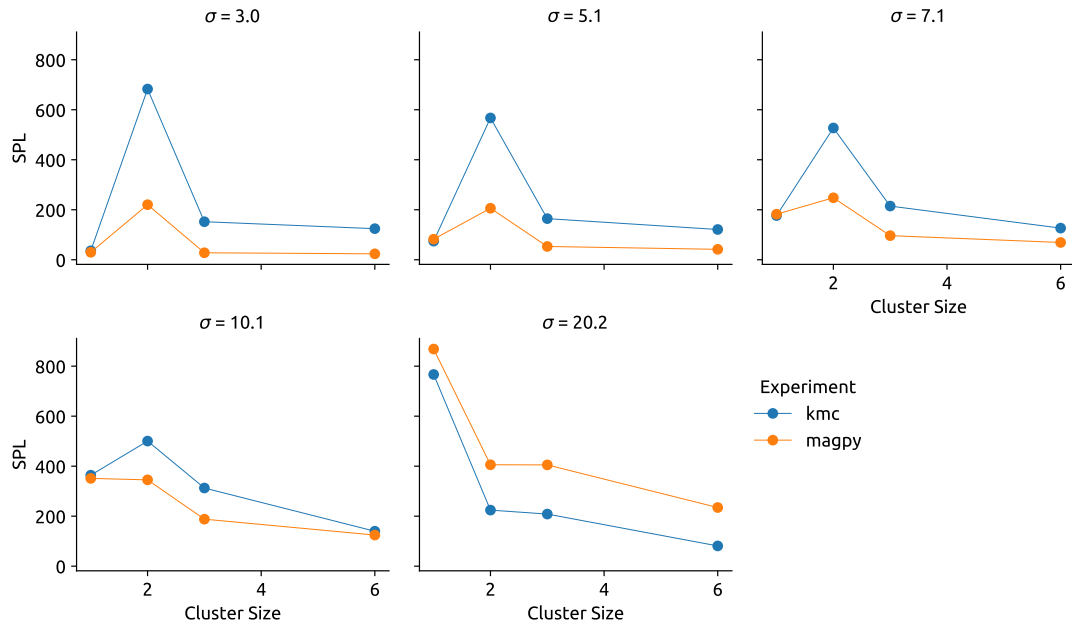 σ = 3.0
σ = 5.1
σ = 7.1
800
600
400
200
0
SPL
2
4
6
Cluster Size
σ = 10.1
σ = 20.2
800
600
400
200
0
SPL
2
4
6
Cluster Size
2
4
6
Cluster Size
Experiment
kmc
magpy